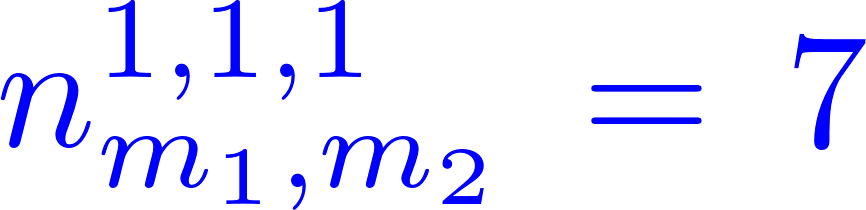 $n^{1,1,1}_{m_1,m_2} = 7$